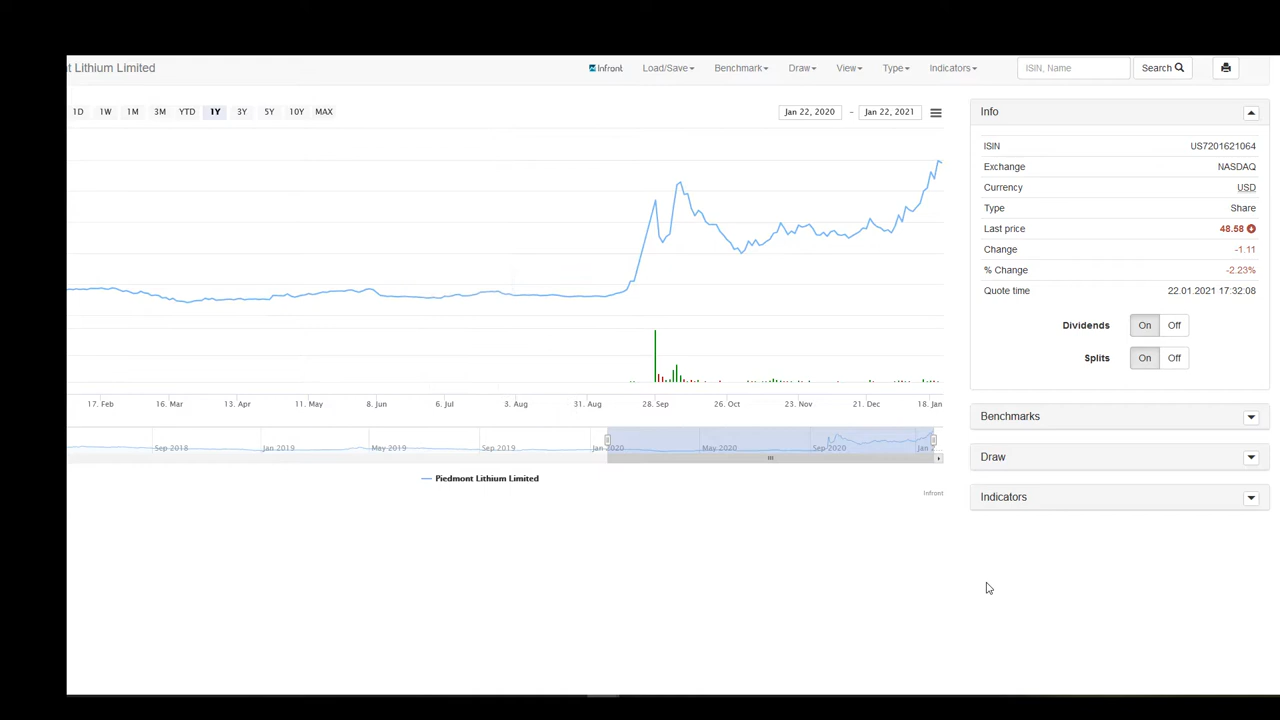 t Lithium Limited
Infront Load/Save Benchmark Draw View Type Indicators ISIN, Name Search
1D 1W 1M 3M YTD 1Y 3Y 5Y 10Y MAX Jan 22, 2020 - Jan 22, 2021
Info
ISIN US7201621064
Exchange NASDAQ
Currency USD
Type Share
Last price 48.58
Change -1.11
% Change -2.23%
Quote time 22.01.2021 17:32:08
Dividends On Off
Splits On Off
17. Feb 16. Mar 13. Apr 11. May 8. Jun 6. Jul 3. Aug 31. Aug 28. Sep 26. Oct 23. Nov 21. Dec 18. Jan
Benchmarks
Sep 2018 Jan 2019 May 2019 Sep 2019 Jan 2020 May 2020 Sep 2020 Jan
Draw
Piedmont Lithium Limited
Infront
Indicators